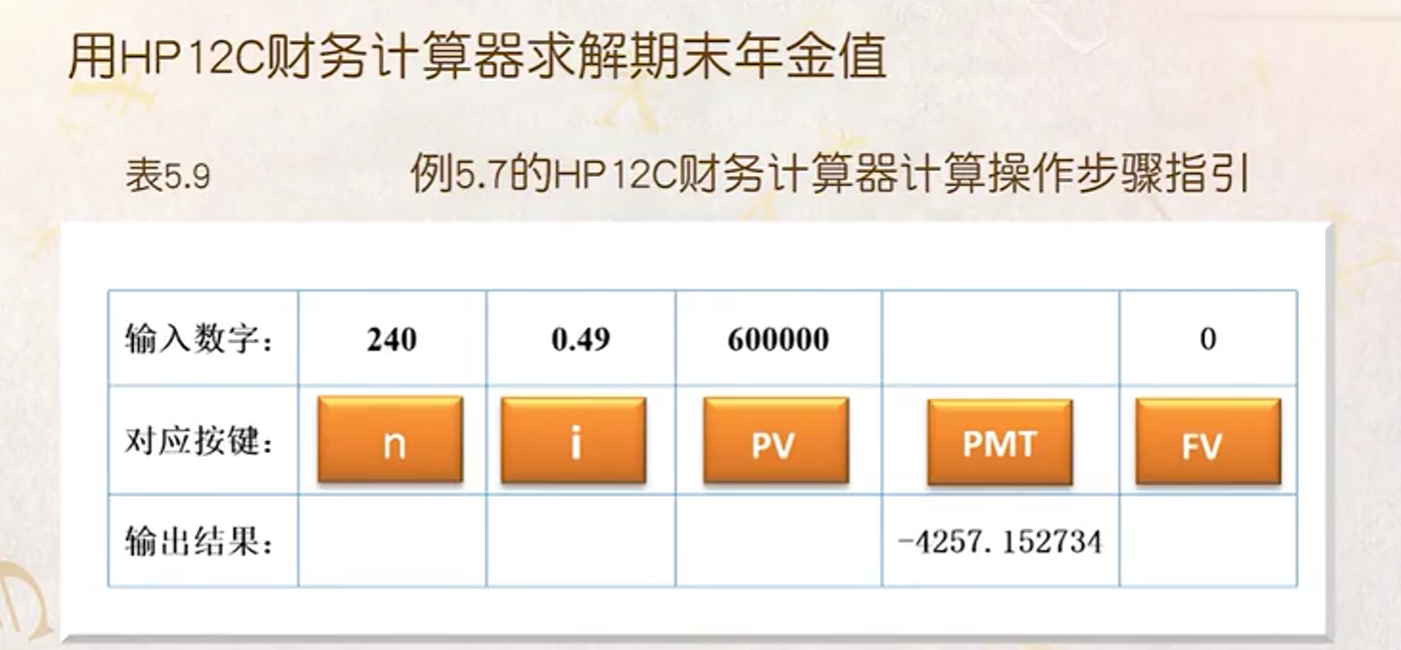 用HP12C财务计算器求解期末年金值
表5.9 例5.7的HP12C财务计算器计算操作步骤指引
输入数字： 240 0.49 600000 0
对应按键： n i PV PMT FV
输出结果： -4257.152734